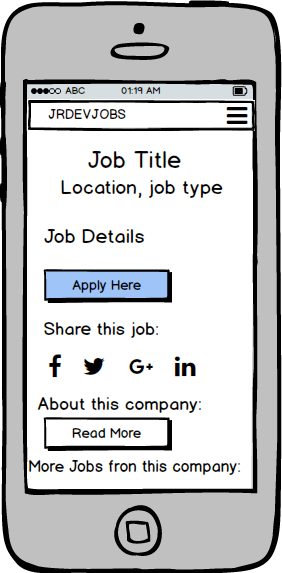 ABC 01:19 AM
JRDEVJOBS
Job Title
Location, job type
Job Details
Apply Here
Share this job:
f G+ in
About this company:
Read More
More Jobs fron this company: